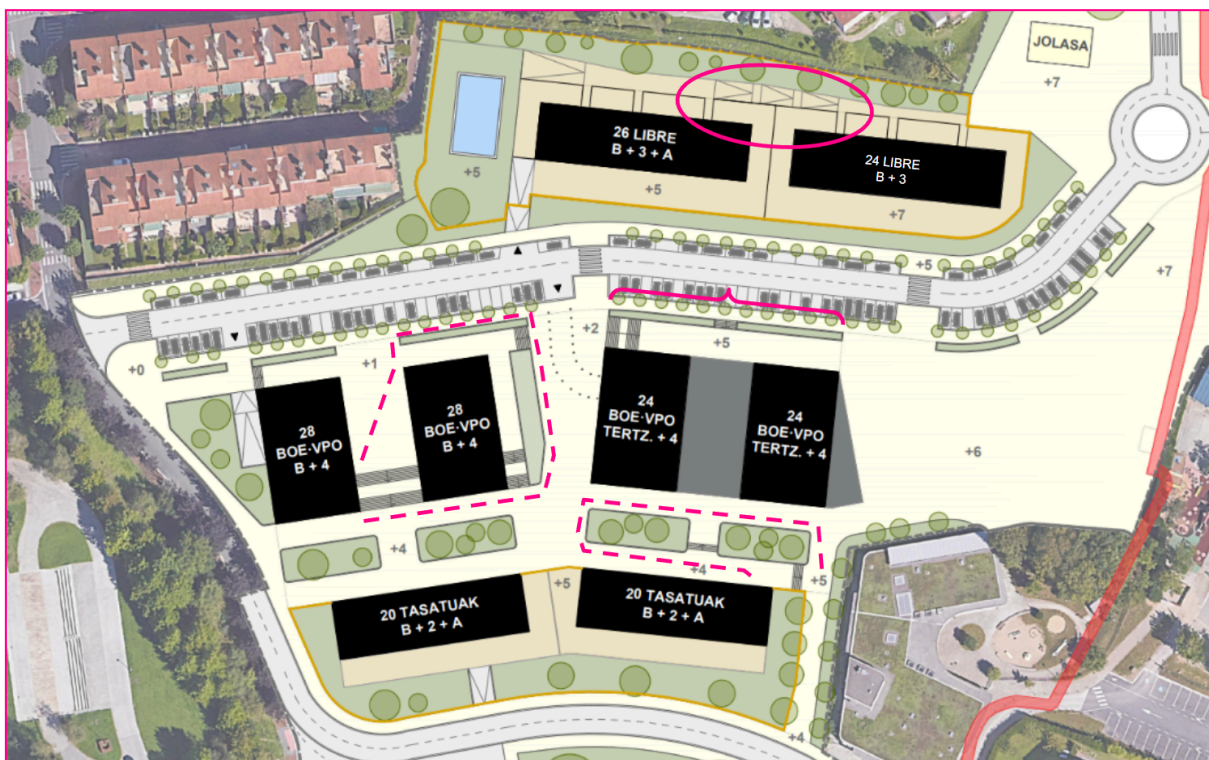 JOLASA
+7
+7
26 LIBRE
B + 3 + A
24 LIBRE
B + 3
+5
+5
+7
+5
+7
+2
+0
+1
+5
28
BOE·VPO
B + 4
28
BOE·VPO
B + 4
24
BOE·VPO
TERTZ. + 4
24
BOE·VPO
TERTZ. + 4
+6
+4
+4
+5
+5
20 TASATUAK
B + 2 + A
20 TASATUAK
B + 2 + A
+4